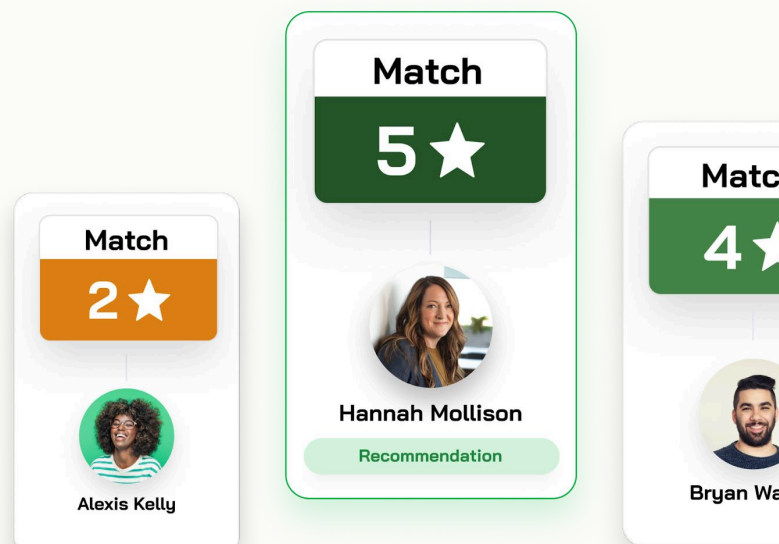 Match
2
Alexis Kelly
Match
5
Hannah Mollison
Recommendation
Matc
4
Bryan Wa